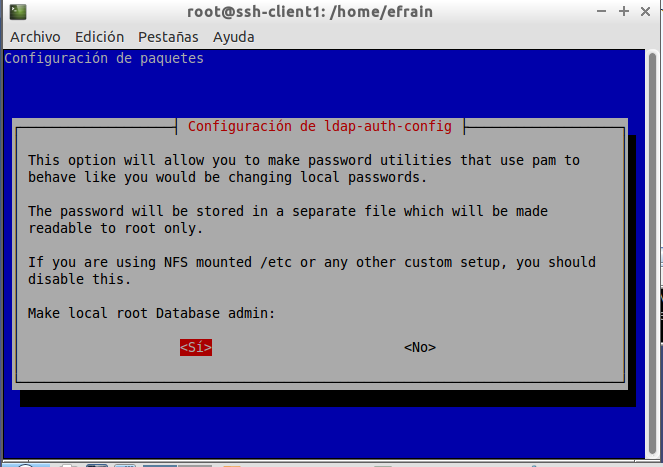 root@ssh-client1: /home/efrain
Archivo Edición Pestañas Ayuda
Configuración de paquetes
Configuración de ldap-auth-config
This option will allow you to make password utilities that use pam to
behave like you would be changing local passwords.
The password will be stored in a separate file which will be made
readable to root only.
If you are using NFS mounted /etc or any other custom setup, you should
disable this.
Make local root Database admin:
<Sí> <No>